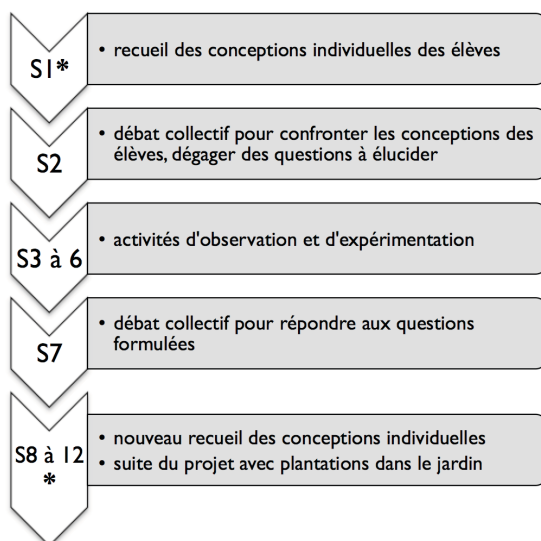 S1*
• recueil des conceptions individuelles des élèves
S2
• débat collectif pour confronter les conceptions des
élèves, dégager des questions à élucider
S3 à 6
• activités d'observation et d'expérimentation
S7
• débat collectif pour répondre aux questions
formulées
S8 à 12
*
• nouveau recueil des conceptions individuelles
• suite du projet avec plantations dans le jardin